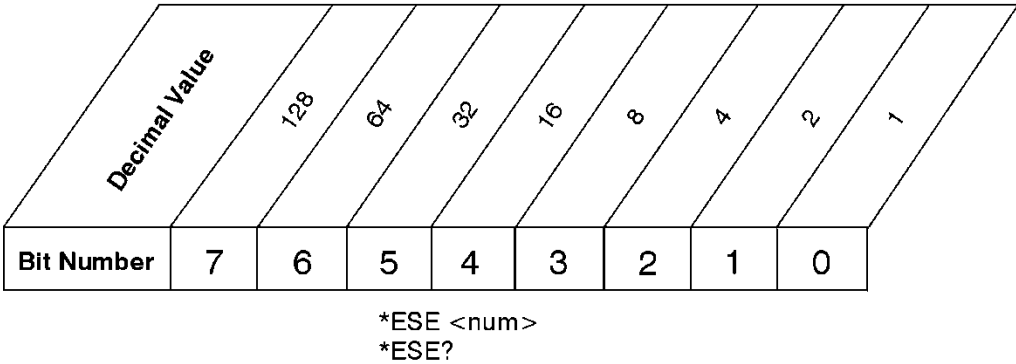 Decimal Value 128 64 32 16 8 4 2 1
Bit Number 7 6 5 4 3 2 1 0
*ESE <num>
*ESE?